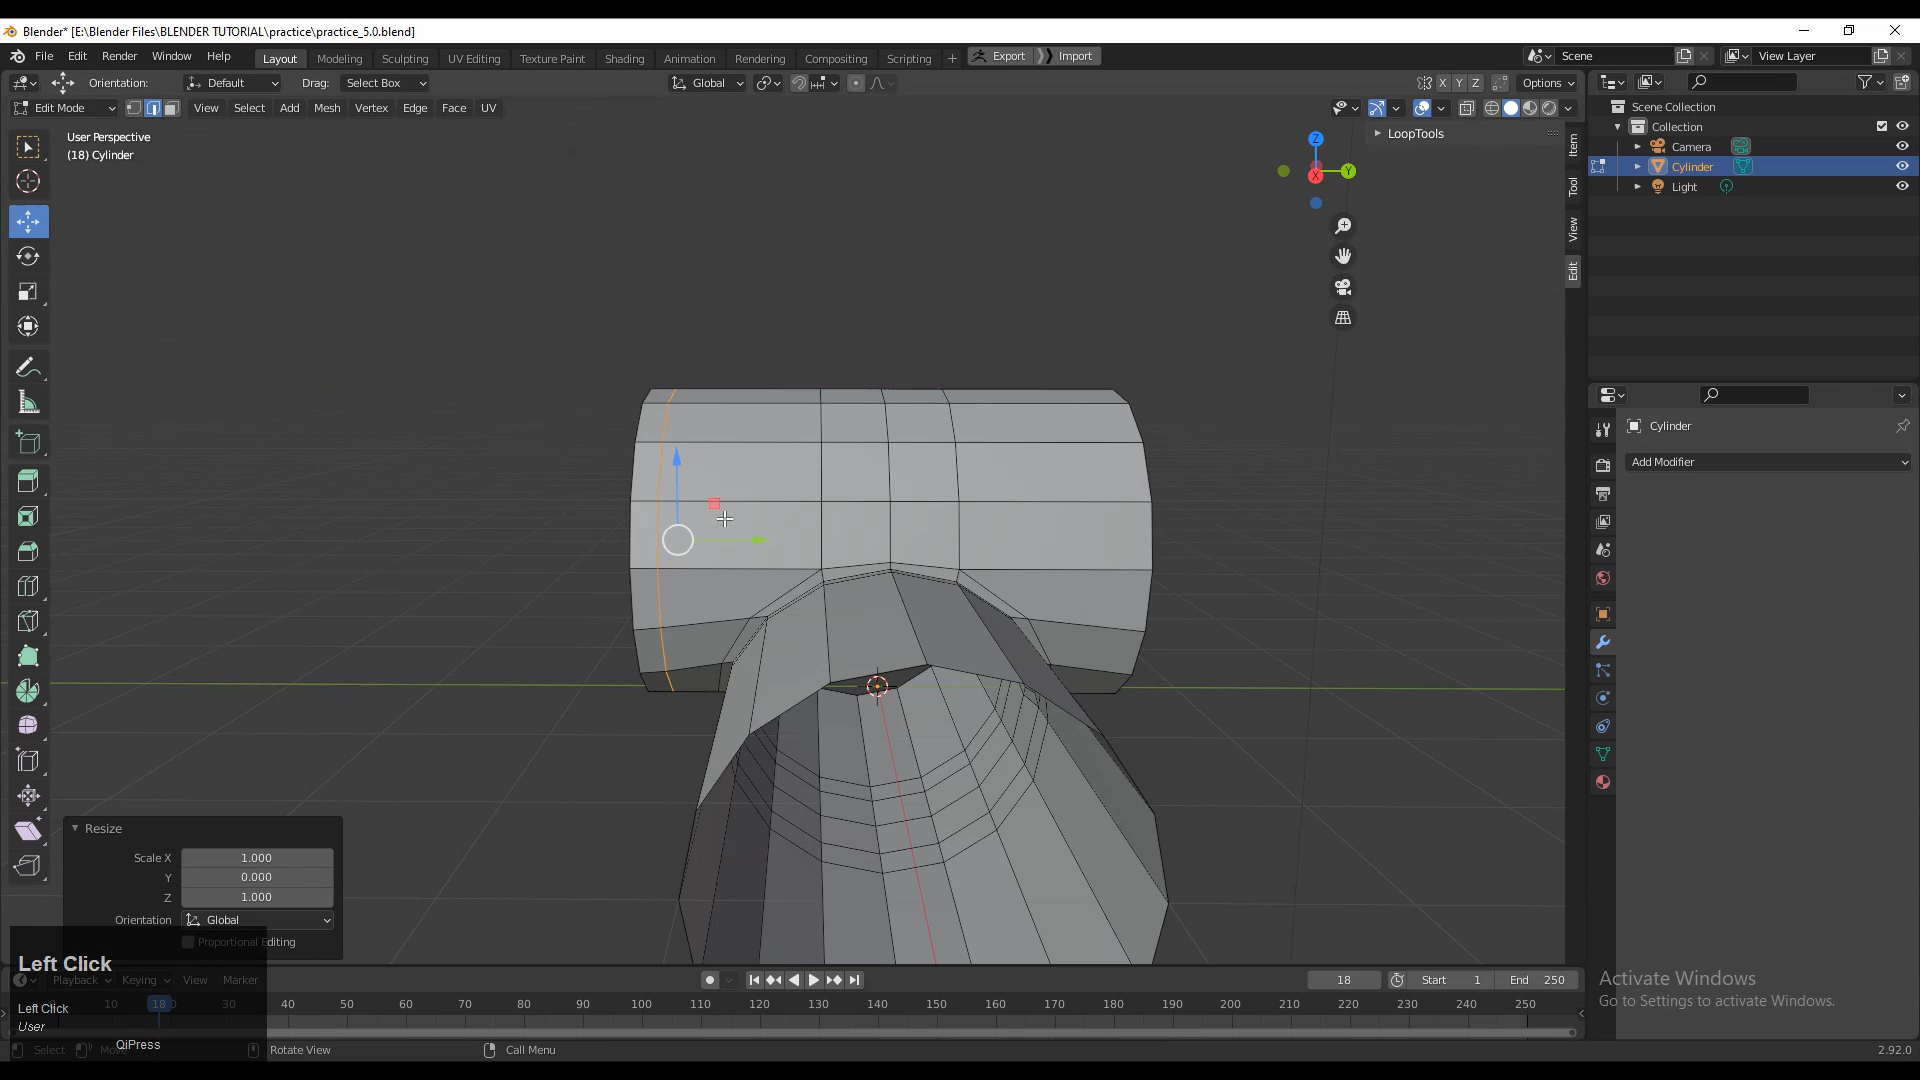 Blender* [E:\Blender Files\BLENDER TUTORIAL\practice\practice_5.0.blend]
File Edit Render Window Help Layout Modeling Sculpting UV Editing Texture Paint Shading Animation Rendering Compositing Scripting + Export Import Scene View Layer
Orientation: Default Drag: Select Box Global X Y Z Options
Edit Mode View Select Add Mesh Vertex Edge Face UV
User Perspective
(18) Cylinder
LoopTools
Z
Y
X
Item
Tool
View
Edit
Scene Collection
Collection
Camera
Cylinder
Light
Cylinder
Add Modifier
Resize
Scale X 1.000
Y 0.000
Z 1.000
Orientation Global
Proportional Editing
Left Click
Playback Keying View Marker 18 Start 1 End 250
10 18 30 40 50 60 70 80 90 100 110 120 130 140 150 160 170 180 190 200 210 220 230 240 250
Left Click
User
QiPress
Select Move Rotate View Call Menu 2.92.0
Activate Windows
Go to Settings to activate Windows.